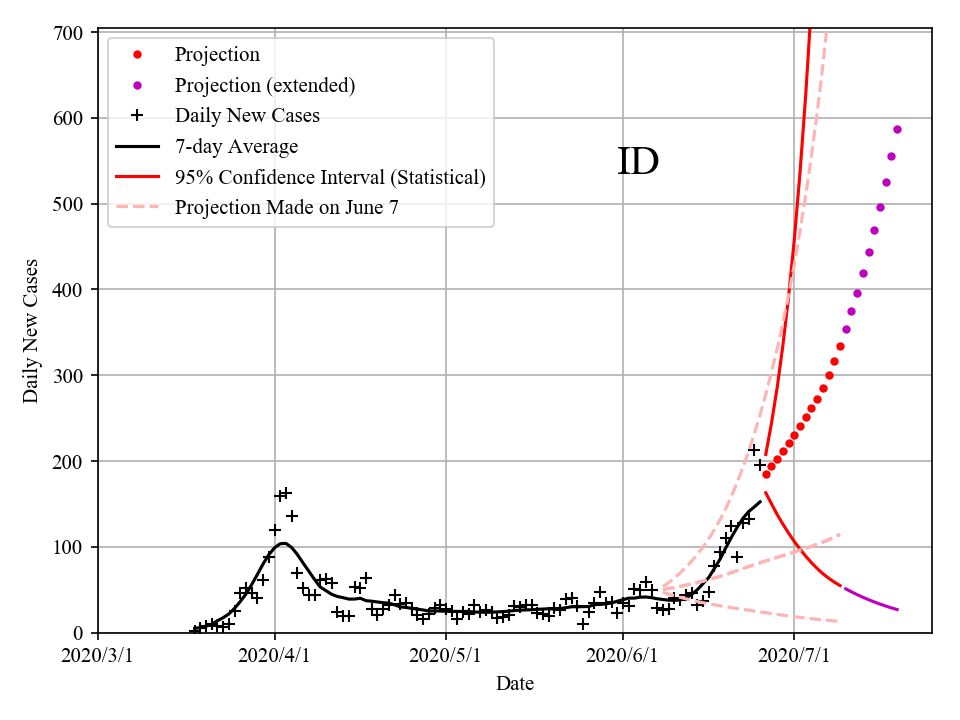 700
600
500
400
300
200
100
0
Daily New Cases
Projection
Projection (extended)
Daily New Cases
7-day Average
95% Confidence Interval (Statistical)
Projection Made on June 7
ID
2020/3/1 2020/4/1 2020/5/1 2020/6/1 2020/7/1
Date